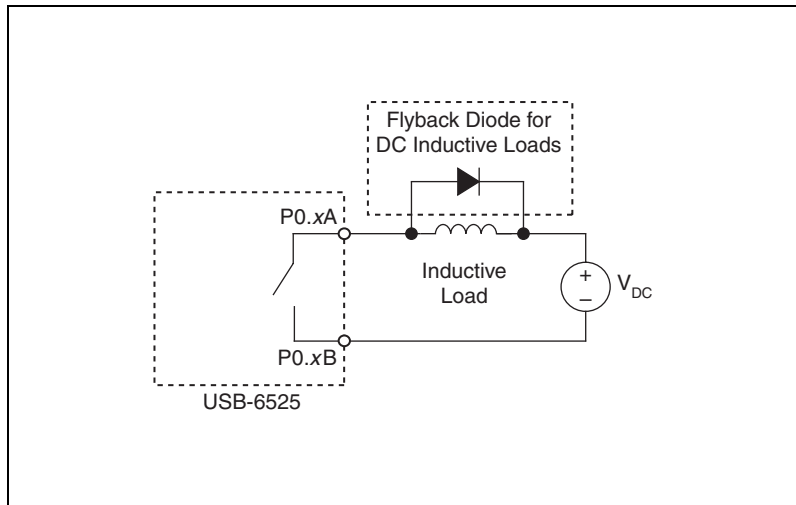 Flyback Diode for
DC Inductive Loads
P0.xA
Inductive
Load
+
–
VDC
P0.xB
USB-6525